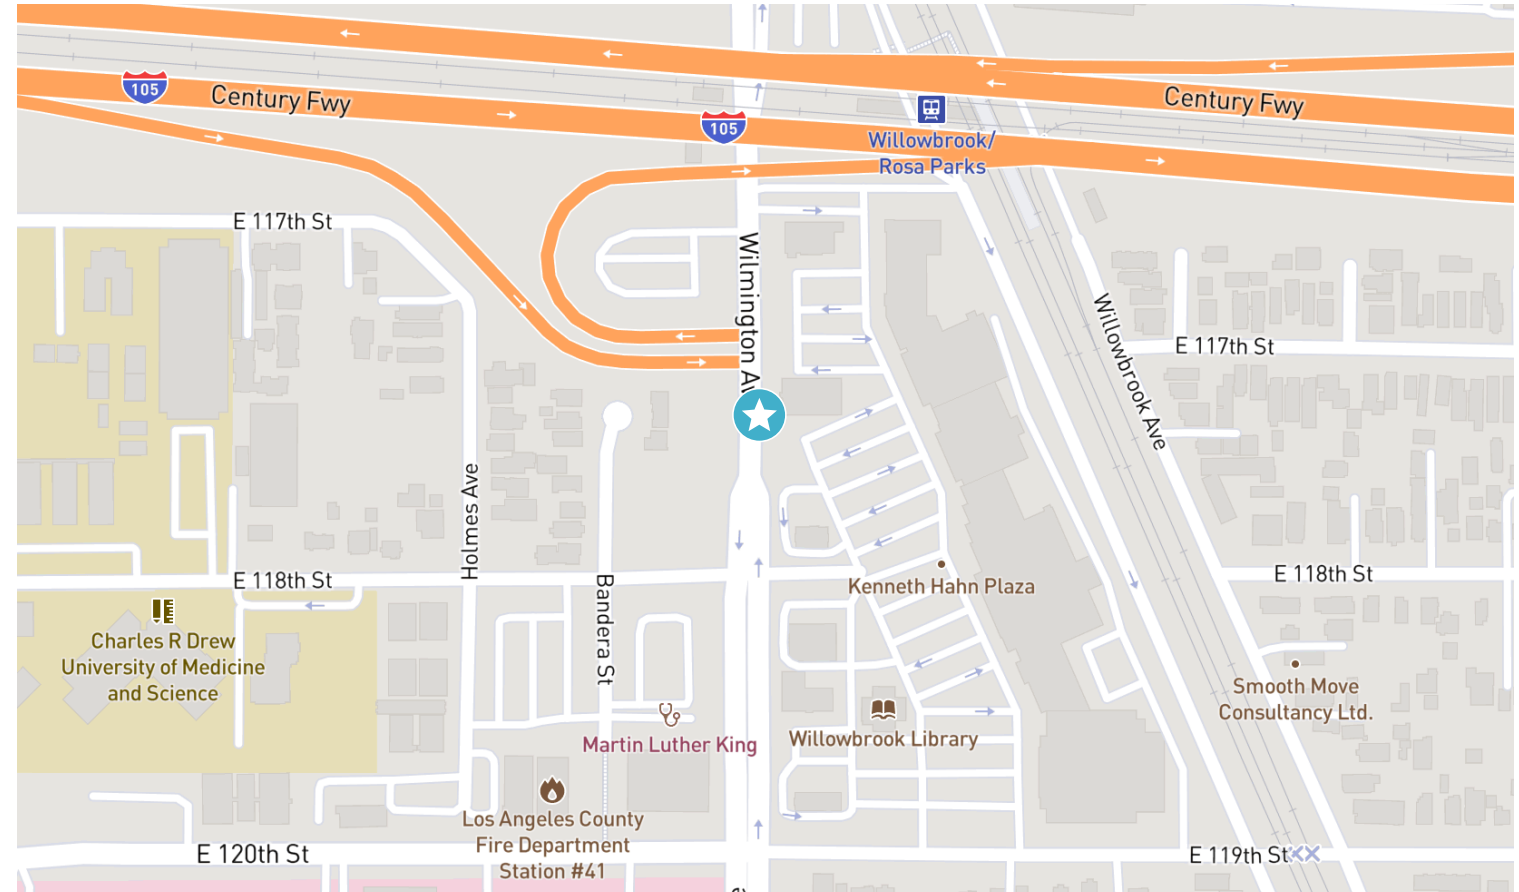 105
Century Fwy
105
Century Fwy
Willowbrook/
Rosa Parks
E 117th St
Wilmington Av
Willowbrook Ave
E 117th St
Holmes Ave
E 118th St
Bandera St
Kenneth Hahn Plaza
E 118th St
Charles R Drew
University of Medicine
and Science
Smooth Move
Consultancy Ltd.
Martin Luther King
Willowbrook Library
Los Angeles County
Fire Department
Station #41
E 120th St
E 119th St